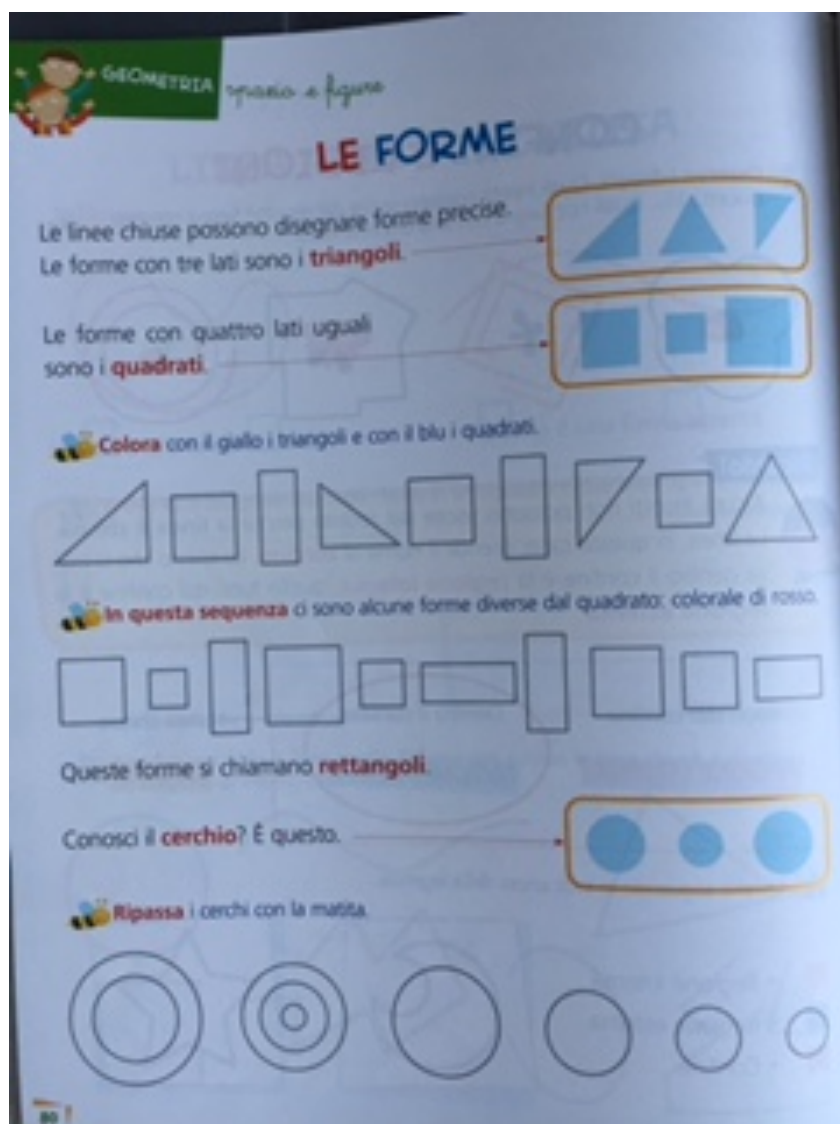 GEOMETRIA
spazio e figure
LE FORME
Le linee chiuse possono disegnare forme precise.
Le forme con tre lati sono i triangoli.
Le forme con quattro lati uguali
sono i quadrati.
Colora con il giallo i triangoli e con il blu i quadrati.
In questa sequenza ci sono alcune forme diverse dal quadrato: colorale di rosso.
Queste forme si chiamano rettangoli.
Conosci il cerchio? È questo.
Ripassa i cerchi con la matita.
80